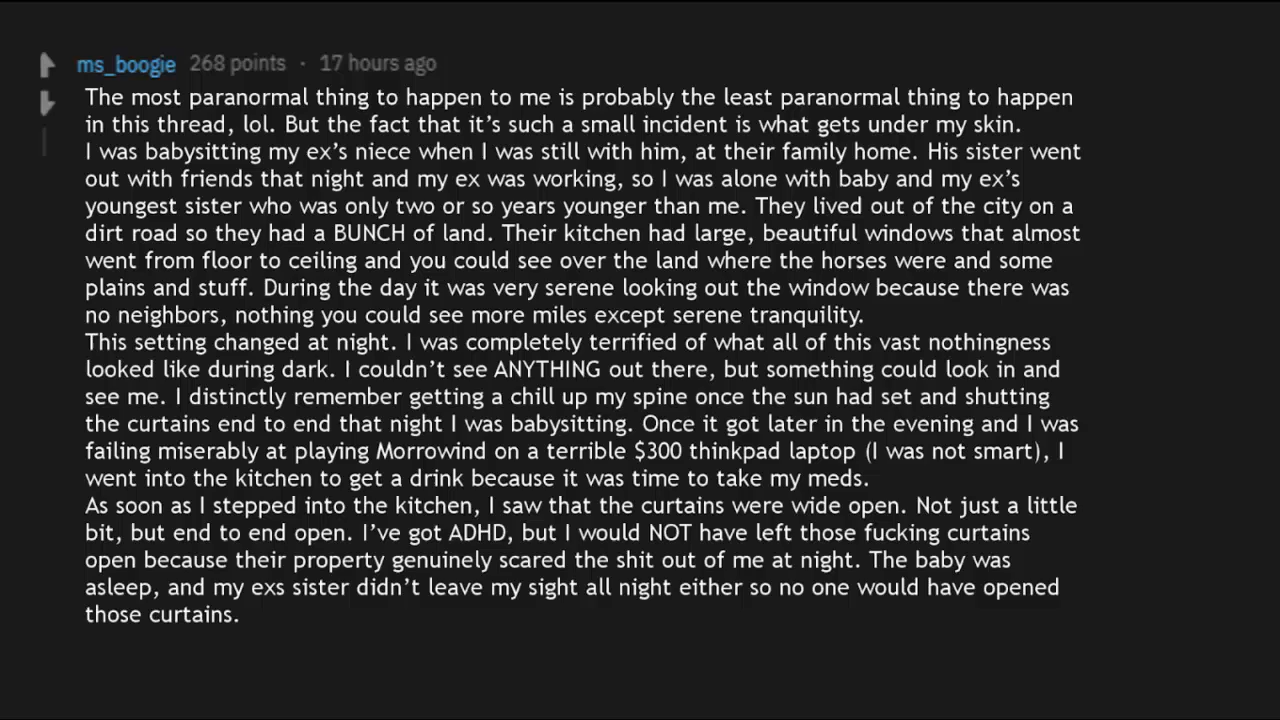 ms_boogie 268 points · 17 hours ago
The most paranormal thing to happen to me is probably the least paranormal thing to happen
in this thread, lol. But the fact that it's such a small incident is what gets under my skin.
I was babysitting my ex's niece when I was still with him, at their family home. His sister went
out with friends that night and my ex was working, so I was alone with baby and my ex's
youngest sister who was only two or so years younger than me. They lived out of the city on a
dirt road so they had a BUNCH of land. Their kitchen had large, beautiful windows that almost
went from floor to ceiling and you could see over the land where the horses were and some
plains and stuff. During the day it was very serene looking out the window because there was
no neighbors, nothing you could see more miles except serene tranquility.
This setting changed at night. I was completely terrified of what all of this vast nothingness
looked like during dark. I couldn't see ANYTHING out there, but something could look in and
see me. I distinctly remember getting a chill up my spine once the sun had set and shutting
the curtains end to end that night I was babysitting. Once it got later in the evening and I was
failing miserably at playing Morrowind on a terrible $300 thinkpad laptop (I was not smart), I
went into the kitchen to get a drink because it was time to take my meds.
As soon as I stepped into the kitchen, I saw that the curtains were wide open. Not just a little
bit, but end to end open. I've got ADHD, but I would NOT have left those fucking curtains
open because their property genuinely scared the shit out of me at night. The baby was
asleep, and my exs sister didn't leave my sight all night either so no one would have opened
those curtains.